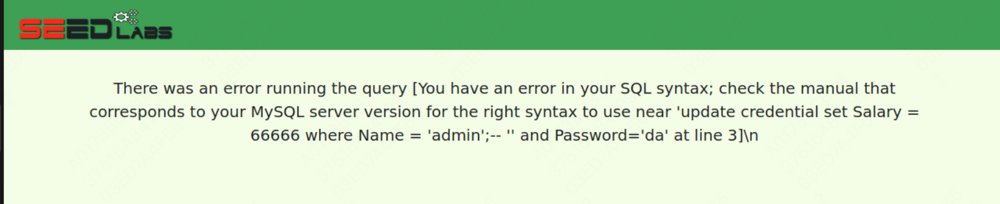 SEED LABS
There was an error running the query [You have an error in your SQL syntax; check the manual that
corresponds to your MySQL server version for the right syntax to use near 'update credential set Salary =
66666 where Name = 'admin';-- '' and Password='da' at line 3]\n